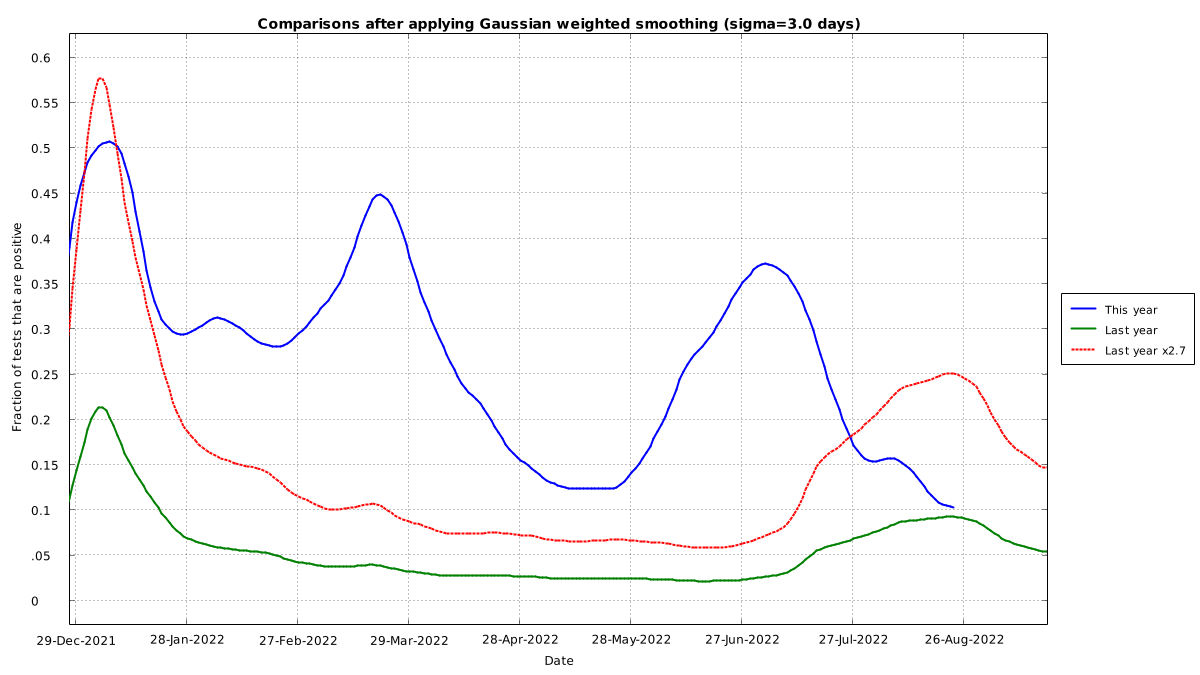 Comparisons after applying Gaussian weighted smoothing (sigma=3.0 days)
Fraction of tests that are positive
0.6
0.55
0.5
0.45
0.4
0.35
0.3
0.25
0.2
0.15
0.1
.05
0
29-Dec-2021 28-Jan-2022 27-Feb-2022 29-Mar-2022 28-Apr-2022 28-May-2022 27-Jun-2022 27-Jul-2022 26-Aug-2022
Date
This year
Last year
Last year x2.7